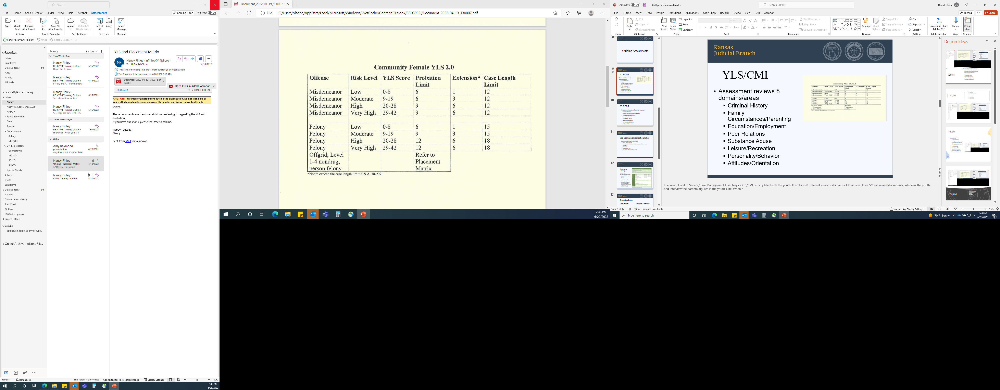 Search
File Home Send / Receive Folder View Help Acrobat Attachments
Coming Soon Try it now Off
Open
Quick Print
Remove Attachment
Save As
Save All Attachments
Upload
Upload All Attachments
Select All
Copy
Show Message
Actions Save to Computer Save to Cloud Selection Message
Send/Receive All Folders Undo Share Calendar
Favorites
Inbox
Sent Items
Deleted Items 50
Amy
Ashley
Michelle
olsond@kscourts.org
Inbox
Nancy
Nashville Conference 7/22
NADCP
Tyler Supervision
Amy
Spence
Coordinators
Ashley
Michelle
CYPM programs
Georgetown
MG CO
SG CO
SN CO
Special Courts
Keep
Drafts
Sent Items
Deleted Items 50
Archive
Conversation History
Junk Email
Outbox
RSS Subscriptions
Search Folders
Groups
You have not joined any groups...
Online Archive - olsond@k...
Nancy By Date
Two Weeks Ago
Nancy Finley
RE: CYPM Training Outline 6/15/2022
Hope this helps....
Nancy Finley
RE: CYPM Training Outline 6/15/2022
I really like it. For the flow
Nancy Finley
RE: CYPM Training Outline 6/15/2022
Yes. Gives time for the
Nancy Finley
RE: CYPM Training Outline 6/15/2022
Yes, they are different. The
Three Weeks Ago
Nancy Finley
RE: CYPM Training Outline 6/7/2022
Hi Daniel! Hope you are
Older
Amy Raymond
presentation 4/28/2022
Amy Raymond Chief of Trial
Nancy Finley
YLS and Placement Matrix 4/19/2022
CAUTION: This email
Nancy Finley
CYPM Training Outline 4/10/2022
YLS and Placement Matrix
NF
Nancy Finley <nfinley@14jd.org>
To Daniel Olson 4/19/2022
This sender nfinley@14jd.org is from outside your organization.
You forwarded this message on 4/28/2022 9:12 AM.
Document_2022-04-19_130007.pdf
628 KB
Open PDFs in Adobe Acrobat
Phish Alert + Get more add-ins
CAUTION: This email originated from outside the organization. Do not click links or
open attachments unless you recognize the sender and know the content is safe.
Daniel,
These documents are the visual aids I was referring to regarding the YLS and
Probation.
If you have questions, please feel free to call me.
Happy Tuesday!
Nancy
Sent from Mail for Windows
Items: 8 Reminders: 1 This folder is up to date. Connected to: Microsoft Exchange Display Settings 100%
2:46 PM
6/29/2022
Document_2022-04-19_130007.p
File C:/Users/olsond/AppData/Local/Microsoft/Windows/INetCache/Content.Outlook/3BLG90FJ/Document_2022-04-19_130007.pdf
Community Female YLS 2.0
Offense Risk Level YLS Score Probation Limit Extension* Case Length Limit
Misdemeanor Low 0-8 6 1 12
Misdemeanor Moderate 9-19 6 3 12
Misdemeanor High 20-28 9 6 12
Misdemeanor Very High 29-42 9 6 12
Felony Low 0-8 6 1 15
Felony Moderate 9-19 9 3 15
Felony High 20-28 12 6 18
Felony Very High 29-42 12 6 18
Offgrid; Level Refer to
1-4 nondrug, Placement
person felony Matrix
*Not to exceed the case length limit K.S.A. 38-2391
2:46 PM
6/29/2022
AutoSave Off CSO presentation altered Search (Alt+Q) Daniel Olson DO
File Home Insert Draw Design Transitions Animations Slide Show Record Review View Help Acrobat Record Share
Paste Cut Copy Format Painter
New Slides Reuse Slides Layout Reset Section
Text Direction Align Text Convert to SmartArt
Arrange Quick Styles Shape Fill Shape Outline Shape Effects
Find Replace Select
Create and Share Adobe PDF Dictate Design Ideas
Undo Clipboard Slides Font Paragraph Drawing Editing Adobe Acrobat Voice Designer
8
Guiding Assessments
9
YLS/CMI
10
YLS/CMI
11
Pre-Sentence Investigation (PSI)
12
Sentencing Hearing
13
Probation Paths
Court Services Community Corrections
Kansas
Judicial Branch
YLS/CMI
• Assessment reviews 8
domains/areas
▪ Criminal History
▪ Family
Circumstances/Parenting
▪ Education/Employment
▪ Peer Relations
▪ Substance Abuse
▪ Leisure/Recreation
▪ Personality/Behavior
▪ Attitudes/Orientation
Community Male YLS 2.0
The Youth Level of Service/Case Management Inventory or YLS/CMI is completed with the youth. It explores 8 different areas or domains of their lives. The CSO will review documents, interview the youth,
and interview the parental figures in the youth's life. When h
Design Ideas
Slide 9 of 17 Accessibility: Investigate Notes Display Settings 95%
Type here to search 70°F Sunny 2:46 PM
6/29/2022